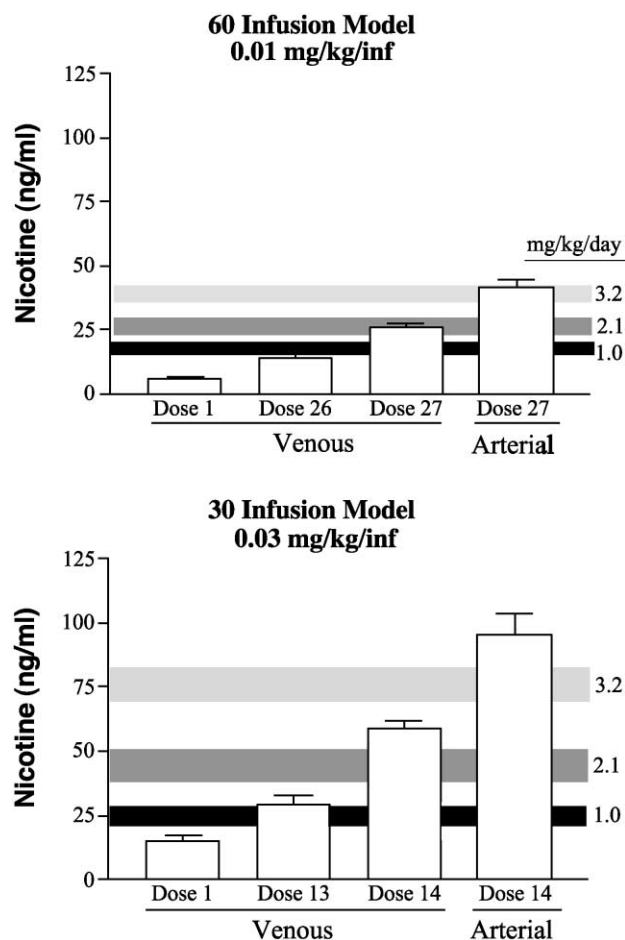 60 Infusion Model
0.01 mg/kg/inf
125
100
75
50
25
0
Nicotine (ng/ml)
mg/kg/day
3.2
2.1
1.0
Dose 1 Dose 26 Dose 27 Dose 27
Venous Arterial
30 Infusion Model
0.03 mg/kg/inf
125
100
75
50
25
0
Nicotine (ng/ml)
3.2
2.1
1.0
Dose 1 Dose 13 Dose 14 Dose 14
Venous Arterial